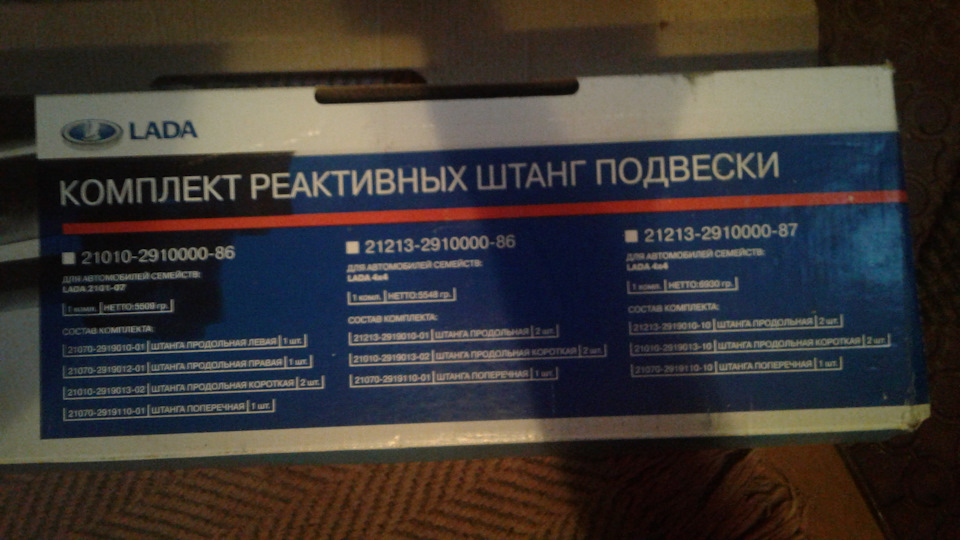 LADA
КОМПЛЕКТ РЕАКТИВНЫХ ШТАНГ ПОДВЕСКИ
21010-2910000-86
ДЛЯ АВТОМОБИЛЕЙ СЕМЕЙСТВ:
LADA 2101-07
1 компл. НЕТТО:5509 гр.
СОСТАВ КОМПЛЕКТА:
21070-2919010-01 ШТАНГА ПРОДОЛЬНАЯ ЛЕВАЯ 1 шт.
21070-2919012-01 ШТАНГА ПРОДОЛЬНАЯ ПРАВАЯ 1 шт.
21010-2919013-02 ШТАНГА ПРОДОЛЬНАЯ КОРОТКАЯ 2 шт.
21070-2919110-01 ШТАНГА ПОПЕРЕЧНАЯ 1 шт.
21213-2910000-86
ДЛЯ АВТОМОБИЛЕЙ СЕМЕЙСТВ:
LADA 4x4
1 компл. НЕТТО:5548 гр.
СОСТАВ КОМПЛЕКТА:
21213-2919010-01 ШТАНГА ПРОДОЛЬНАЯ 2 шт.
21010-2919013-02 ШТАНГА ПРОДОЛЬНАЯ КОРОТКАЯ 2 шт.
21070-2919110-01 ШТАНГА ПОПЕРЕЧНАЯ 1 шт.
21213-2910000-87
ДЛЯ АВТОМОБИЛЕЙ СЕМЕЙСТВ:
LADA 4x4
1 компл. НЕТТО:6930 гр.
СОСТАВ КОМПЛЕКТА:
21213-2919010-10 ШТАНГА ПРОДОЛЬНАЯ 2 шт.
21010-2919013-10 ШТАНГА ПРОДОЛЬНАЯ КОРОТКАЯ 2 шт.
21070-2919110-10 ШТАНГА ПОПЕРЕЧНАЯ 1 шт.